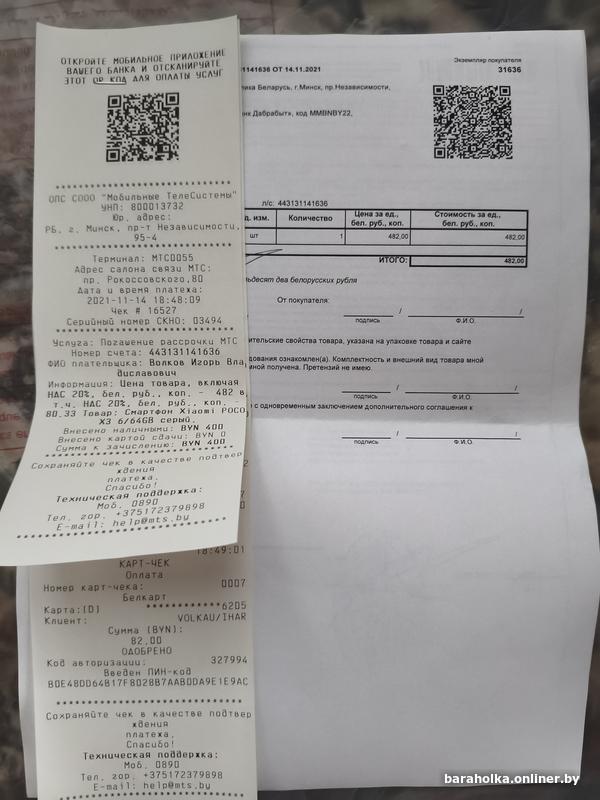 ОТКРОЙТЕ МОБИЛЬНОЕ ПРИЛОЖЕНИЕ
ВАШЕГО БАНКА И ОТСКАНИРУЙТЕ
ЭТОТ QR КОД ДЛЯ ОПЛАТЫ УСЛУГ
ОПС СООО "Мобильные ТелеСистемы"
УНП: 800013732
Юр. адрес:
РБ, г. Минск, пр-т Независимости,
95-4
Терминал: МТС0055
Адрес салона связи МТС:
пр. Рокоссовского,80
Дата и время платежа:
2021-11-14 18:48:09
Чек # 16527
Серийный номер СКНО: 03494
Услуга: Погашение рассрочки МТС
Номер счета: 443131141636
ФИО плательщика: Волков Игорь Вла
диславович
Информация: Цена товара, включая
НАС 20%, бел. руб., коп. - 482 в
т.ч. НАС 20%, бел. руб., коп. -
80.33 Товар: Смартфон Xiaomi POCO
X3 6/64GB серый.
Внесено наличными: BYN 400
Внесено картой сдачи: BYN 0
Сумма к зачислению: BYN 400
Сохраняйте чек в качестве подтвер
ждения
платежа.
Спасибо!
Техническая поддержка:
Моб. 0890
Тел. гор. +375172379898
E-mail: help@mts.by
18:49:01
КАРТ-ЧЕК
Оплата
Номер карт-чека: 0007
Белкарт
Карта:(D) ************6205
Клиент: VOLKAU/IHAR
Сумма (BYN):
82,00
ОДОБРЕНО
Код авторизации: 327994
Введен ПИН-код
B0E48DD64B17F8028B7AABDDA9E1E9AC
Сохраняйте чек в качестве подтвер
ждения
платежа.
Спасибо!
Техническая поддержка:
Моб. 0890
Тел. гор. +375172379898
E-mail: help@mts.by
Экземпляр покупателя
1141636 ОТ 14.11.2021 31636
лика Беларусь, г.Минск, пр.Независимости,
нк Дабрабыт», код MMBNBY22,
л/с: 443131141636
д. изм. Количество Цена за ед., бел. руб., коп. Стоимость за ед., бел. руб., коп.
шт 1 482,00 482,00
ИТОГО: 482,00
ьдесят два белорусских рубля
От покупателя:
/ /
подпись Ф.И.О.
ительские свойства товара, указана на упаковке товара и сайте
дования ознакомлен(а). Комплектность и внешний вид товара мной
мной получена. Претензий не имею.
/ /
подпись Ф.И.О.
с одновременным заключением дополнительного соглашения к
/ /
подпись Ф.И.О.
baraholka.onliner.by